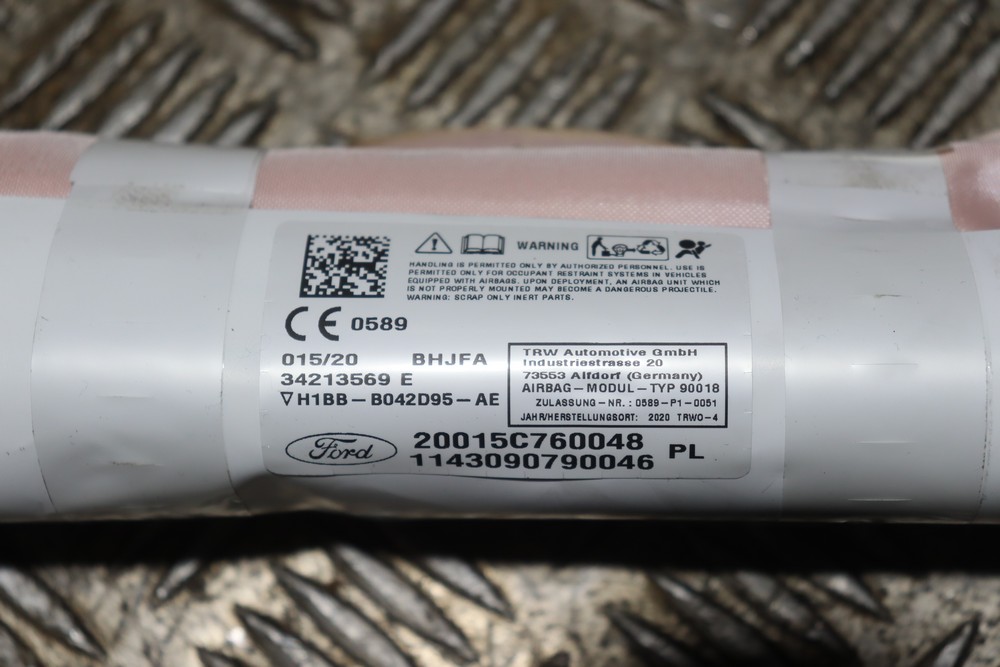 WARNING
HANDLING IS PERMITTED ONLY BY AUTHORIZED PERSONNEL. USE IS
PERMITTED ONLY FOR OCCUPANT RESTRAINT SYSTEMS IN VEHICLES
EQUIPPED WITH AIRBAGS. UPON DEPLOYMENT, AN AIRBAG UNIT WHICH
IS NOT PROPERLY MOUNTED MAY BECOME A DANGEROUS PROJECTILE.
WARNING: SCRAP ONLY INERT PARTS.
CE 0589
015/20 BHJFA
34213569 E
▽H1BB-B042D95-AE
TRW Automotive GmbH
Industriestrasse 20
73553 Alfdorf (Germany)
AIRBAG-MODUL-TYP 90018
ZULASSUNG-NR.: 0589-P1-0051
JAHR/HERSTELLUNGSORT: 2020 TRWO-4
Ford
20015C760048
1143090790046 PL